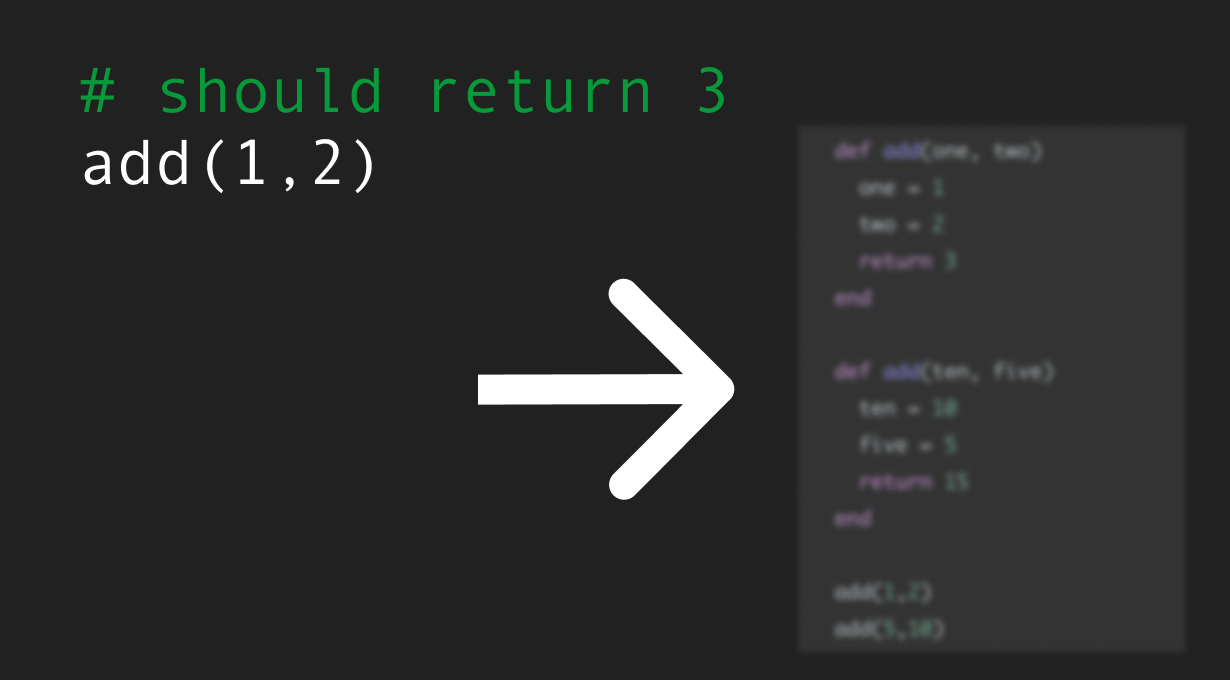 # should return 3
add(1,2)
def add(one, two)
one = 1
two = 2
return 3
end
def add(ten, five)
ten = 10
five = 5
return 15
end
add(1,2)
add(5,10)